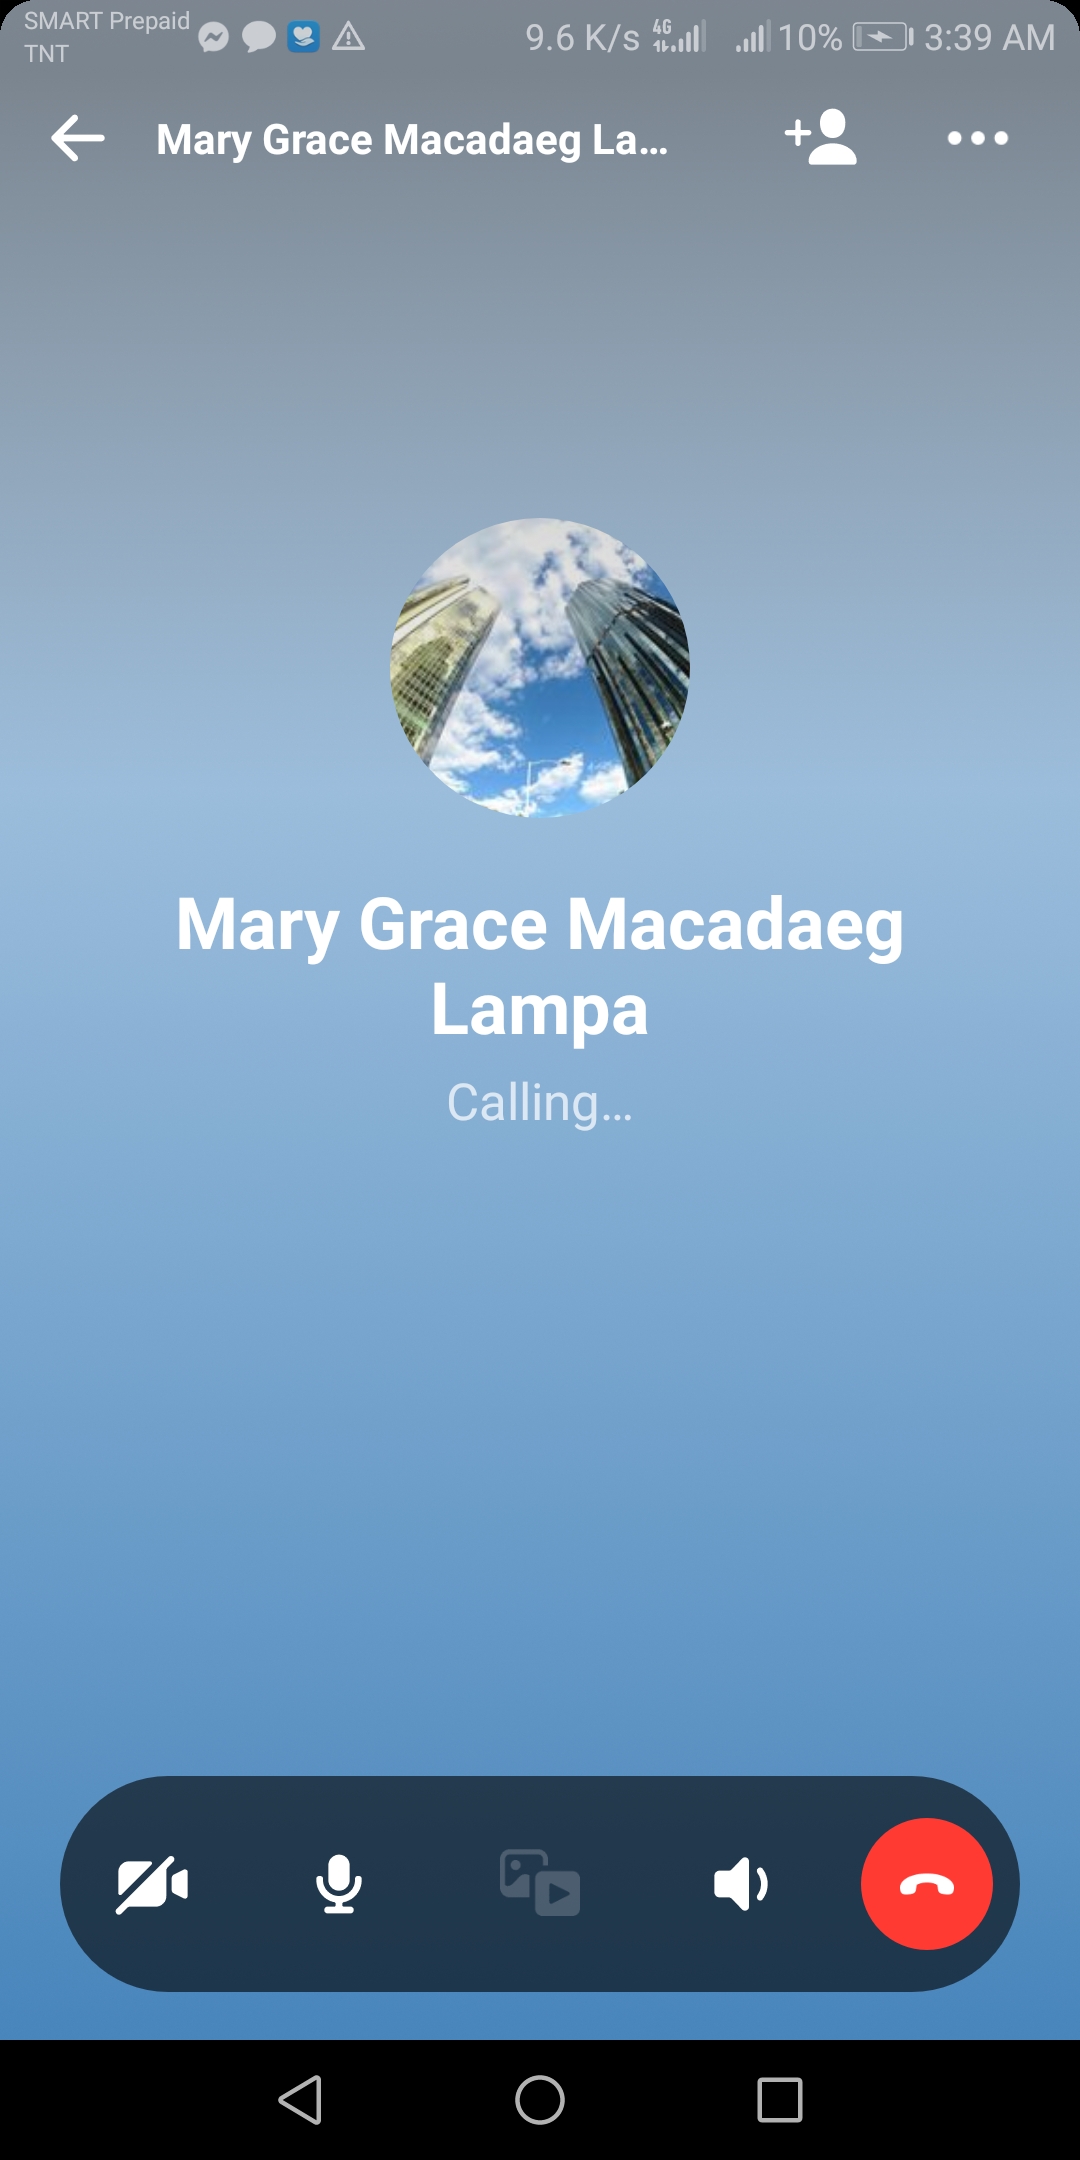 SMART Prepaid
TNT
9.6 K/s 4G 10% 3:39 AM
Mary Grace Macadaeg La...
Mary Grace Macadaeg
Lampa
Calling...